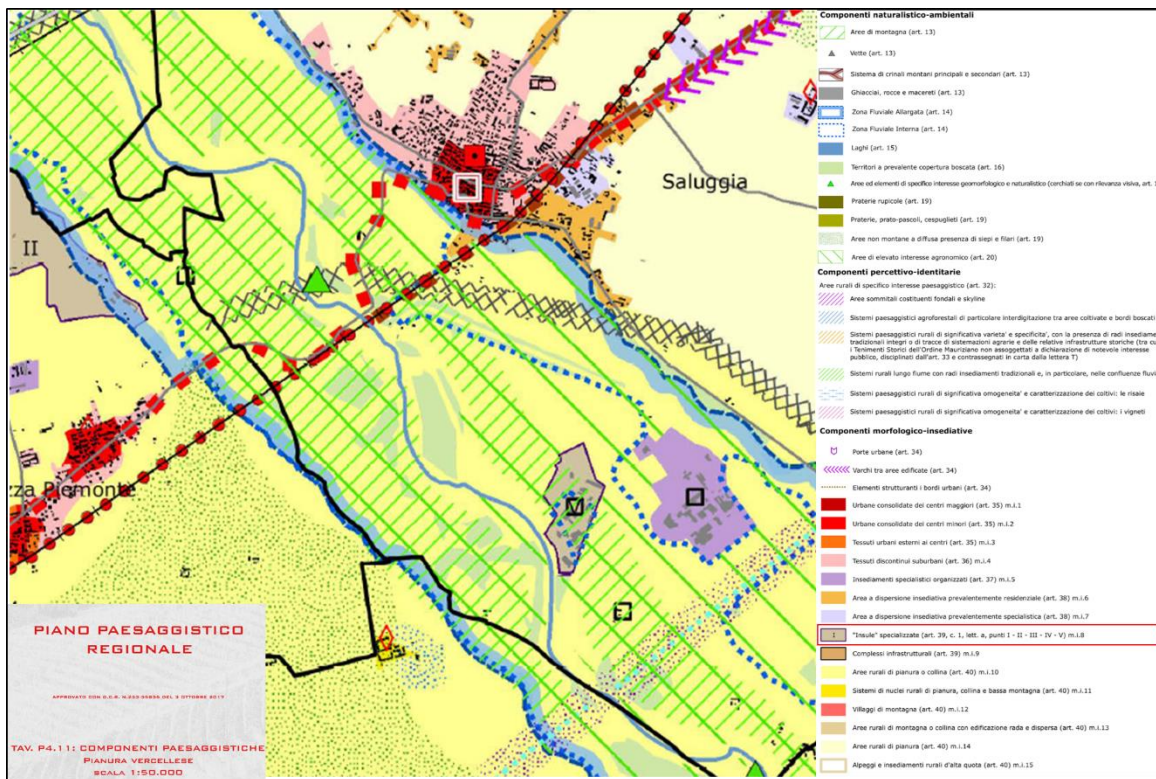 Saluggia
II
V
zza Piemonte
PIANO PAESAGGISTICO
REGIONALE
APPROVATO CON D.C.R. N.233-35836 DEL 3 OTTOBRE 2017
TAV. P4.11: COMPONENTI PAESAGGISTICHE
PIANURA VERCELLESE
SCALA 1:50.000
Componenti naturalistico-ambientali
Aree di montagna (art. 13)
Vette (art. 13)
Sistema di crinali montani principali e secondari (art. 13)
Ghiacciai, rocce e macereti (art. 13)
Zona Fluviale Allargata (art. 14)
Zona Fluviale Interna (art. 14)
Laghi (art. 15)
Territori a prevalente copertura boscata (art. 16)
Aree ed elementi di specifico interesse geomorfologico e naturalistico (cerchiati se con rilevanza visiva, art. 1
Praterie rupicole (art. 19)
Praterie, prato-pascoli, cespuglieti (art. 19)
Aree non montane a diffusa presenza di siepi e filari (art. 19)
Aree di elevato interesse agronomico (art. 20)
Componenti percettivo-identitarie
Aree rurali di specifico interesse paesaggistico (art. 32):
Aree sommitali costituenti fondali e skyline
Sistemi paesaggistici agroforestali di particolare interdigitazione tra aree coltivate e bordi boscati
Sistemi paesaggistici rurali di significativa varieta' e specificita', con la presenza di radi insediame
tradizionali integri o di tracce di sistemazioni agrarie e delle relative infrastrutture storiche (tra cu
i Tenimenti Storici dell'Ordine Mauriziano non assoggettati a dichiarazione di notevole interesse
pubblico, disciplinati dall'art. 33 e contrassegnati in carta dalla lettera T)
Sistemi rurali lungo fiume con radi insediamenti tradizionali e, in particolare, nelle confluenze fluvi
Sistemi paesaggistici rurali di significativa omogeneita' e caratterizzazione dei coltivi: le risaie
Sistemi paesaggistici rurali di significativa omogeneita' e caratterizzazione dei coltivi: i vigneti
Componenti morfologico-insediative
Porte urbane (art. 34)
Varchi tra aree edificate (art. 34)
Elementi strutturanti i bordi urbani (art. 34)
Urbane consolidate dei centri maggiori (art. 35) m.i.1
Urbane consolidate dei centri minori (art. 35) m.i.2
Tessuti urbani esterni ai centri (art. 35) m.i.3
Tessuti discontinui suburbani (art. 36) m.i.4
Insediamenti specialistici organizzati (art. 37) m.i.5
Area a dispersione insediativa prevalentemente residenziale (art. 38) m.i.6
Area a dispersione insediativa prevalentemente specialistica (art. 38) m.i.7
I "Insule" specializzate (art. 39, c. 1, lett. a, punti I - II - III - IV - V) m.i.8
Complessi infrastrutturali (art. 39) m.i.9
Aree rurali di pianura o collina (art. 40) m.i.10
Sistemi di nuclei rurali di pianura, collina e bassa montagna (art. 40) m.i.11
Villaggi di montagna (art. 40) m.i.12
Aree rurali di montagna o collina con edificazione rada e dispersa (art. 40) m.i.13
Aree rurali di pianura (art. 40) m.i.14
Alpeggi e insediamenti rurali d'alta quota (art. 40) m.i.15